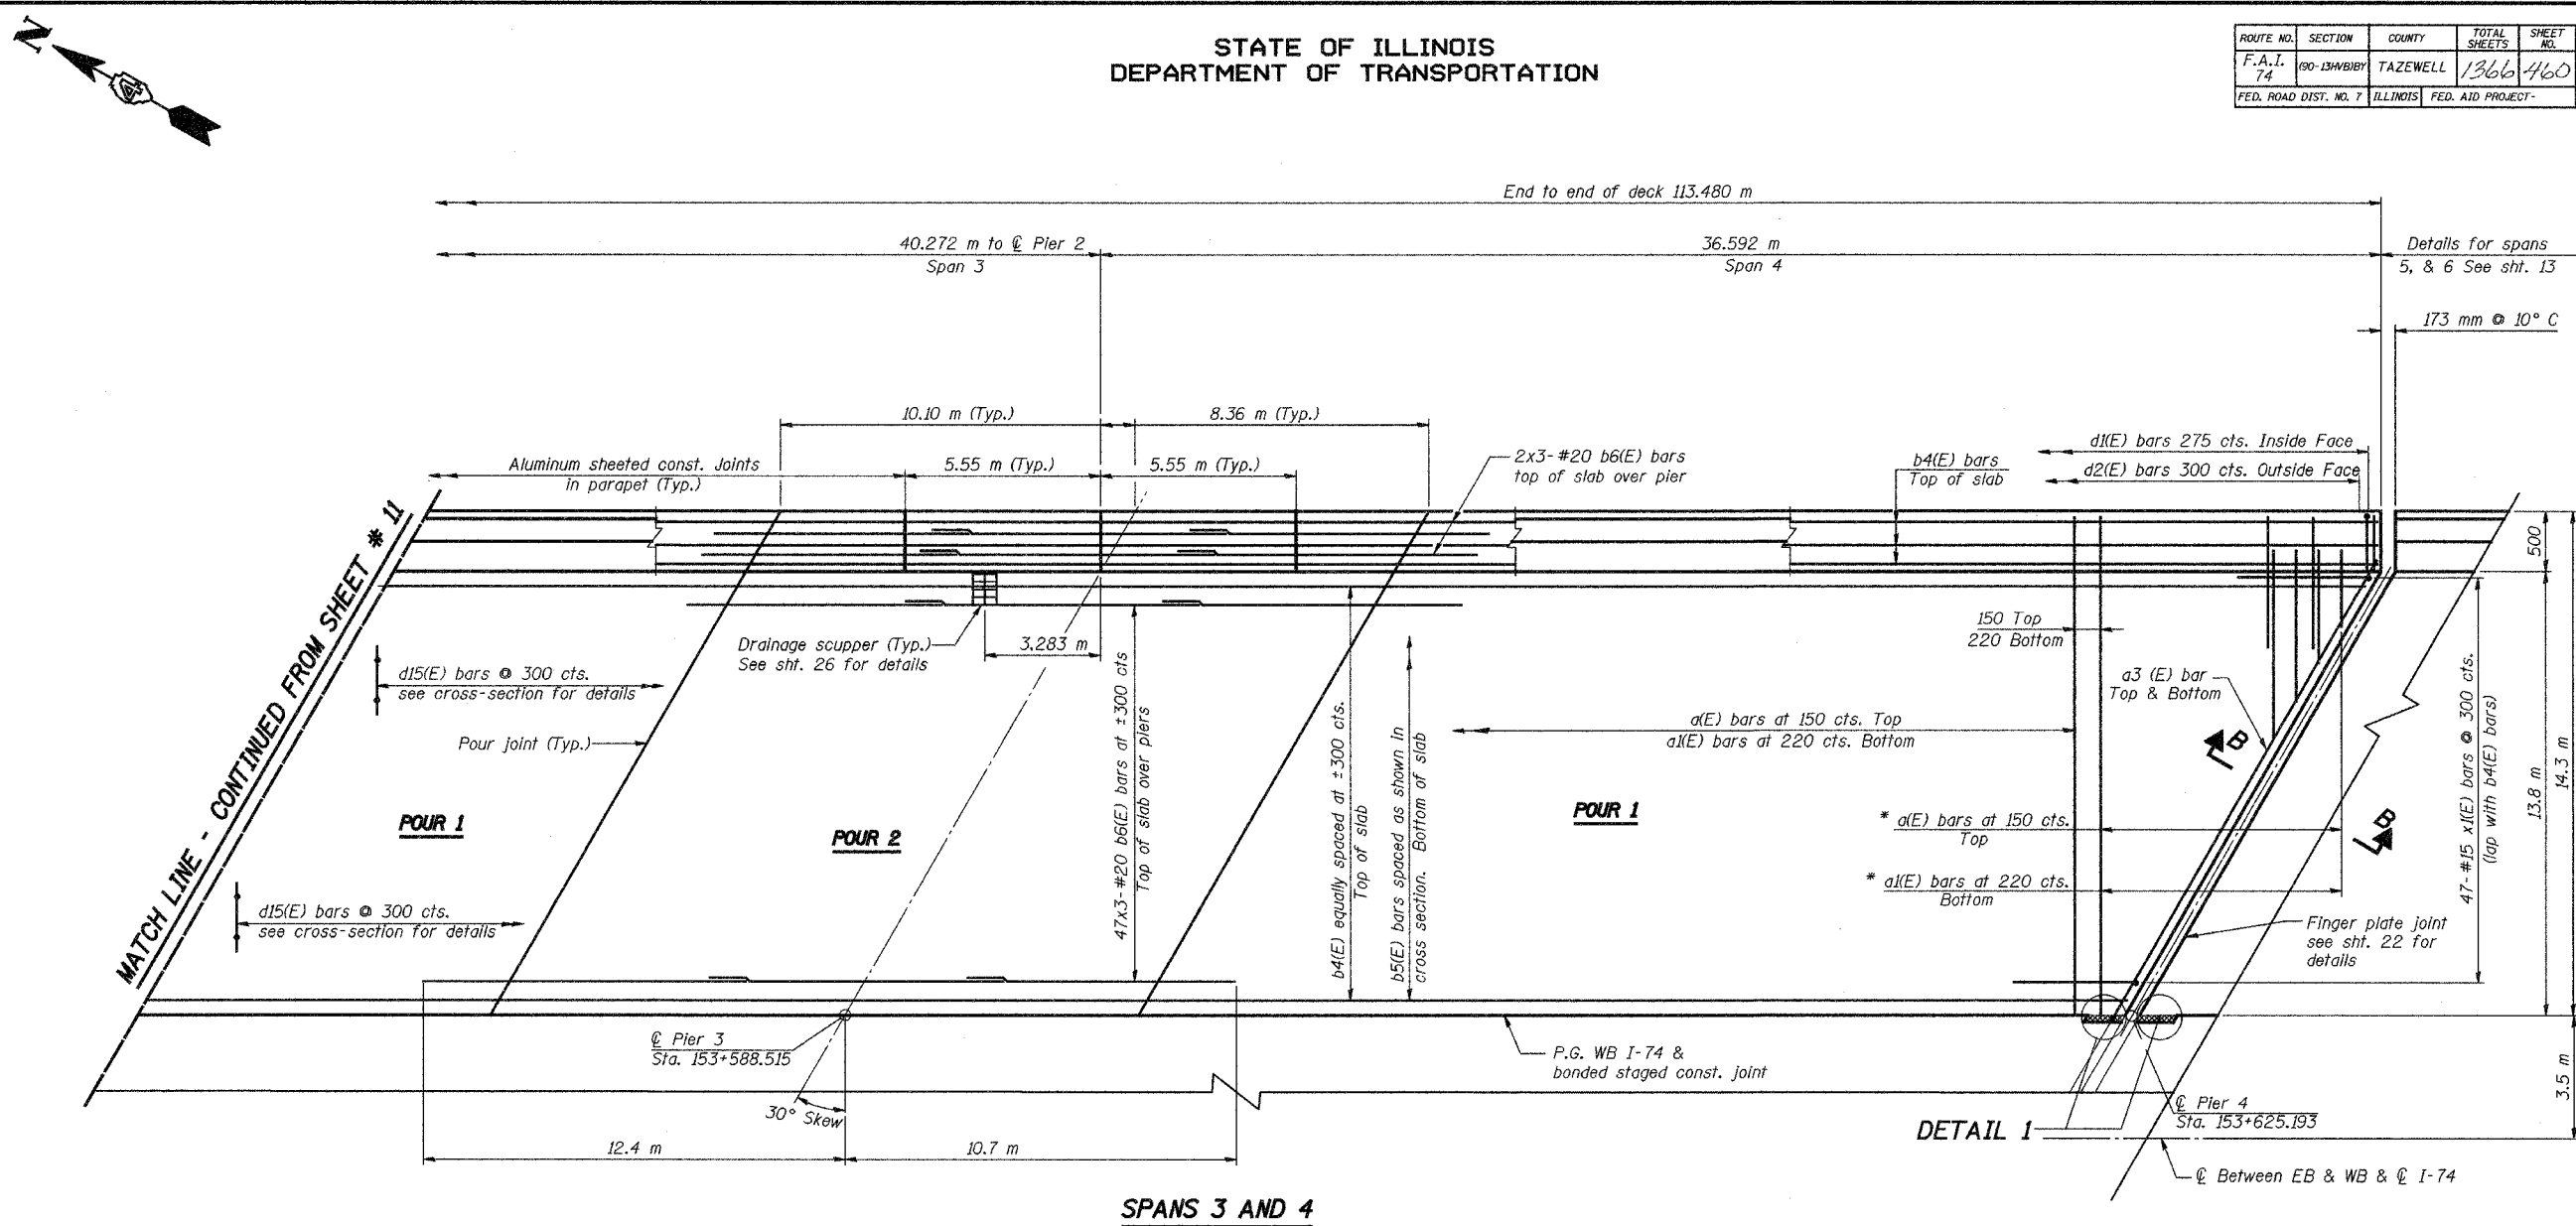 N
4
STATE OF ILLINOIS
DEPARTMENT OF TRANSPORTATION
ROUTE NO. SECTION COUNTY TOTAL SHEETS SHEET NO.
F.A.I. 74 (90-13HVB)BY TAZEWELL 1366 460
FED. ROAD DIST. NO. 7 ILLINOIS FED. AID PROJECT-
End to end of deck 113.480 m
40.272 m to ℄ Pier 2
Span 3
36.592 m
Span 4
Details for spans
5, & 6 See sht. 13
173 mm @ 10° C
10.10 m (Typ.)
8.36 m (Typ.)
Aluminum sheeted const. Joints
in parapet (Typ.)
5.55 m (Typ.)
5.55 m (Typ.)
2x3-#20 b6(E) bars
top of slab over pier
b4(E) bars
Top of slab
d1(E) bars 275 cts. Inside Face
d2(E) bars 300 cts. Outside Face
MATCH LINE - CONTINUED FROM SHEET # 11
500
13.8 m
14.3 m
3.5 m
Drainage scupper (Typ.)
See sht. 26 for details
3.283 m
d15(E) bars @ 300 cts.
see cross-section for details
Pour joint (Typ.)
47x3-#20 b6(E) bars at ±300 cts
Top of slab over piers
b4(E) equally spaced at ±300 cts.
Top of slab
b5(E) bars spaced as shown in
cross section. Bottom of slab
150 Top
220 Bottom
a3 (E) bar
Top & Bottom
a(E) bars at 150 cts. Top
a1(E) bars at 220 cts. Bottom
B
B
47-#15 x1(E) bars @ 300 cts.
(lap with b4(E) bars)
POUR 1
POUR 2
POUR 1
* a(E) bars at 150 cts.
Top
* a1(E) bars at 220 cts.
Bottom
d15(E) bars @ 300 cts.
see cross-section for details
Finger plate joint
see sht. 22 for
details
℄ Pier 3
Sta. 153+588.515
30° Skew
P.G. WB I-74 &
bonded staged const. joint
℄ Pier 4
Sta. 153+625.193
DETAIL 1
12.4 m
10.7 m
℄ Between EB & WB & ℄ I-74
SPANS 3 AND 4